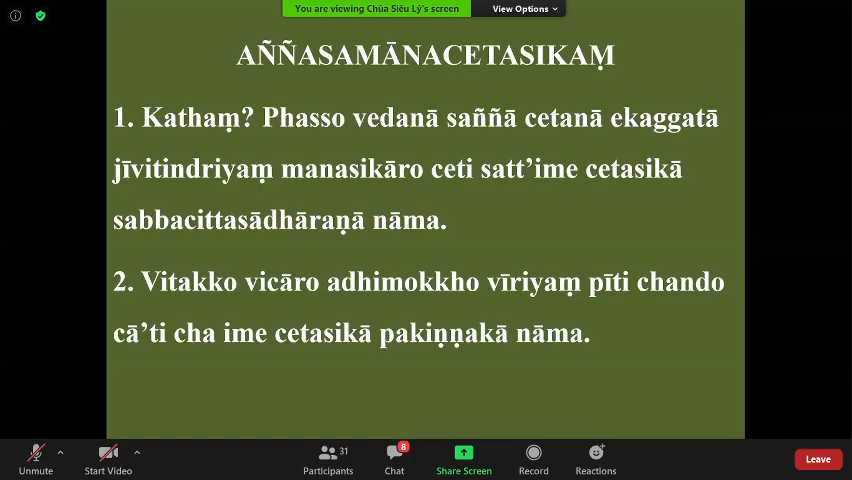 You are viewing Chùa Siêu Lý's screen
View Options
AÑÑASAMĀNACETASIKAṂ
1. Kathaṃ? Phasso vedanā saññā cetanā ekaggatā
jīvitindriyaṃ manasikāro ceti satt’ime cetasikā
sabbacittasādhāraṇā nāma.
2. Vitakko vicāro adhimokkho vīriyaṃ pīti chando
cā’ti cha ime cetasikā pakiṇṇakā nāma.
31
8
Unmute
Start Video
Participants
Chat
Share Screen
Record
Reactions
Leave